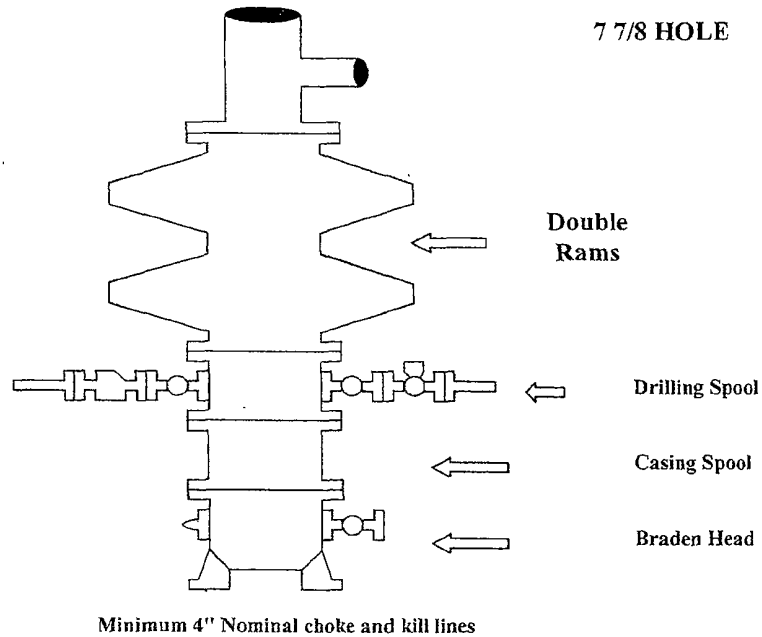 7 7/8 HOLE
Double
Rams
Drilling Spool
Casing Spool
Braden Head
Minimum 4" Nominal choke and kill lines